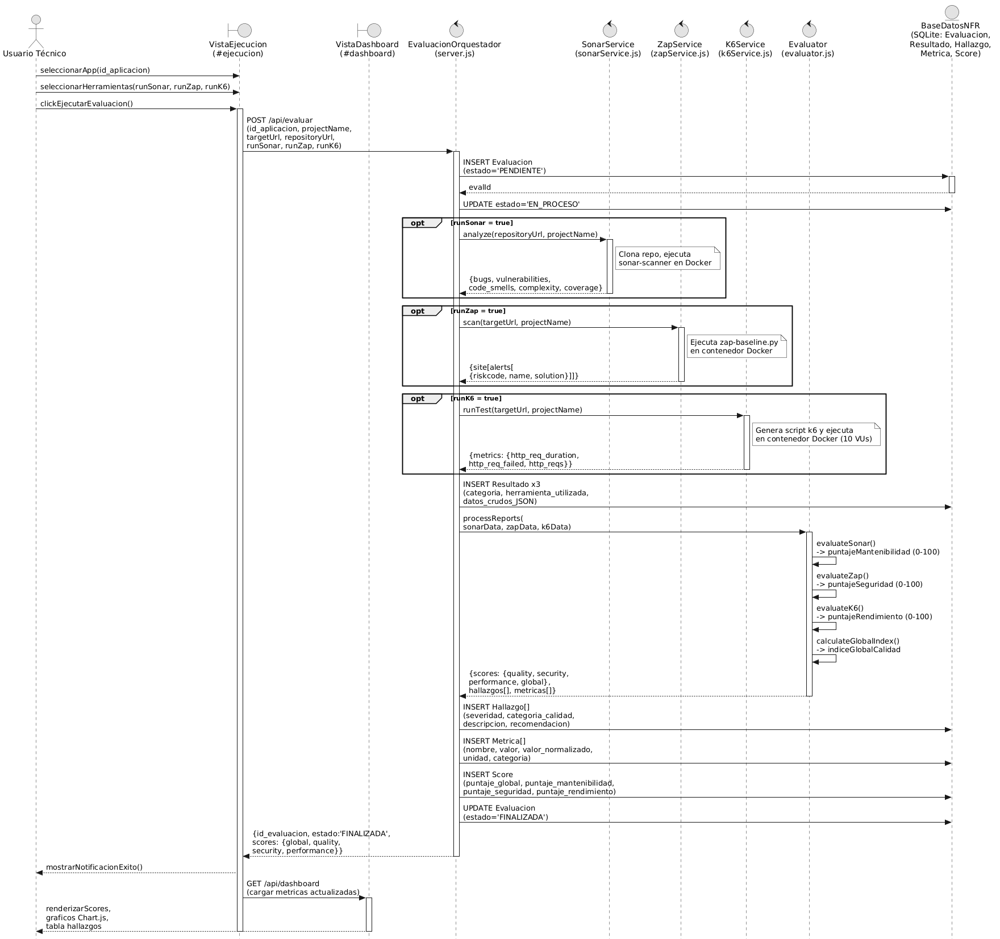 Usuario Técnico
VistaEjecucion
(#ejecucion)
VistaDashboard
(#dashboard)
EvaluacionOrquestador
(server.js)
SonarService
(sonarService.js)
ZapService
(zapService.js)
K6Service
(k6Service.js)
Evaluator
(evaluator.js)
BaseDatosNFR
(SQLite: Evaluacion,
Resultado, Hallazgo,
Metrica, Score)
seleccionarApp(id_aplicacion)
seleccionarHerramientas(runSonar, runZap, runK6)
clickEjecutarEvaluacion()
POST /api/evaluar
(id_aplicacion, projectName,
targetUrl, repositoryUrl,
runSonar, runZap, runK6)
INSERT Evaluacion
(estado='PENDIENTE')
evalId
UPDATE estado='EN_PROCESO'
opt [runSonar = true]
analyze(repositoryUrl, projectName)
Clona repo, ejecuta
sonar-scanner en Docker
{bugs, vulnerabilities,
code_smells, complexity, coverage}
opt [runZap = true]
scan(targetUrl, projectName)
Ejecuta zap-baseline.py
en contenedor Docker
{site[alerts[
{riskcode, name, solution}]]}
opt [runK6 = true]
runTest(targetUrl, projectName)
Genera script k6 y ejecuta
en contenedor Docker (10 VUs)
{metrics: {http_req_duration,
http_req_failed, http_reqs}}
INSERT Resultado x3
(categoria, herramienta_utilizada,
datos_crudos_JSON)
processReports(
sonarData, zapData, k6Data)
evaluateSonar()
-> puntajeMantenibilidad (0-100)
evaluateZap()
-> puntajeSeguridad (0-100)
evaluateK6()
-> puntajeRendimiento (0-100)
calculateGlobalIndex()
-> indiceGlobalCalidad
{scores: {quality, security,
performance, global},
hallazgos[], metricas[]}
INSERT Hallazgo[]
(severidad, categoria_calidad,
descripcion, recomendacion)
INSERT Metrica[]
(nombre, valor, valor_normalizado,
unidad, categoria)
INSERT Score
(puntaje_global, puntaje_mantenibilidad,
puntaje_seguridad, puntaje_rendimiento)
UPDATE Evaluacion
(estado='FINALIZADA')
{id_evaluacion, estado:'FINALIZADA',
scores: {global, quality,
security, performance}}
mostrarNotificacionExito()
GET /api/dashboard
(cargar metricas actualizadas)
renderizarScores,
graficos Chart.js,
tabla hallazgos